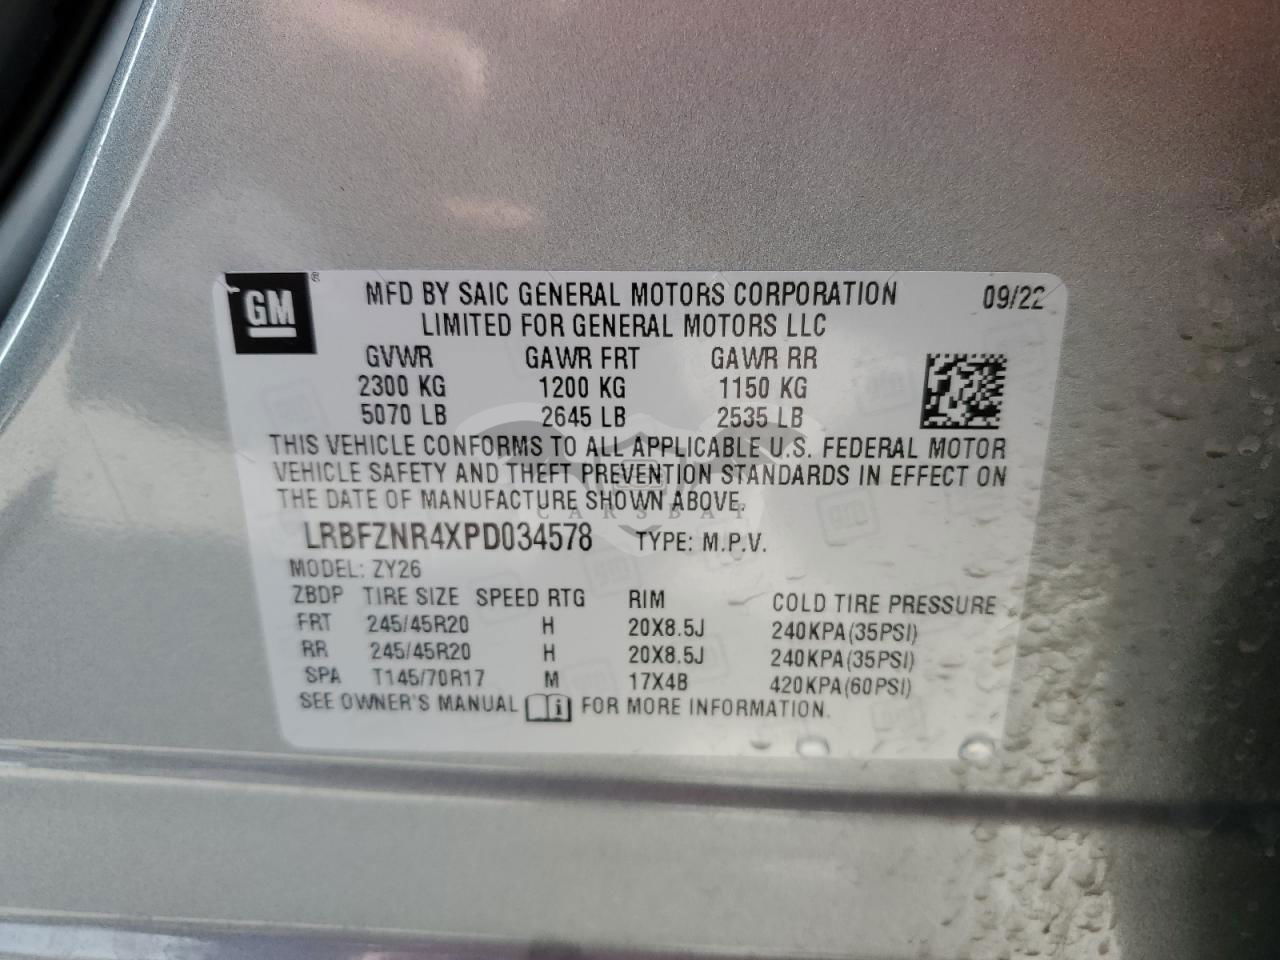 GM ®
MFD BY SAIC GENERAL MOTORS CORPORATION 09/22
LIMITED FOR GENERAL MOTORS LLC
GVWR GAWR FRT GAWR RR
2300 KG 1200 KG 1150 KG
5070 LB 2645 LB 2535 LB
THIS VEHICLE CONFORMS TO ALL APPLICABLE U.S. FEDERAL MOTOR
VEHICLE SAFETY AND THEFT PREVENTION STANDARDS IN EFFECT ON
THE DATE OF MANUFACTURE SHOWN ABOVE.
CARSBAT
LRBFZNR4XPD034578 TYPE: M.P.V.
MODEL: ZY26
ZBDP TIRE SIZE SPEED RTG RIM COLD TIRE PRESSURE
FRT 245/45R20 H 20X8.5J 240KPA(35PSI)
RR 245/45R20 H 20X8.5J 240KPA(35PSI)
SPA T145/70R17 M 17X4B 420KPA(60PSI)
SEE OWNER'S MANUAL i FOR MORE INFORMATION.